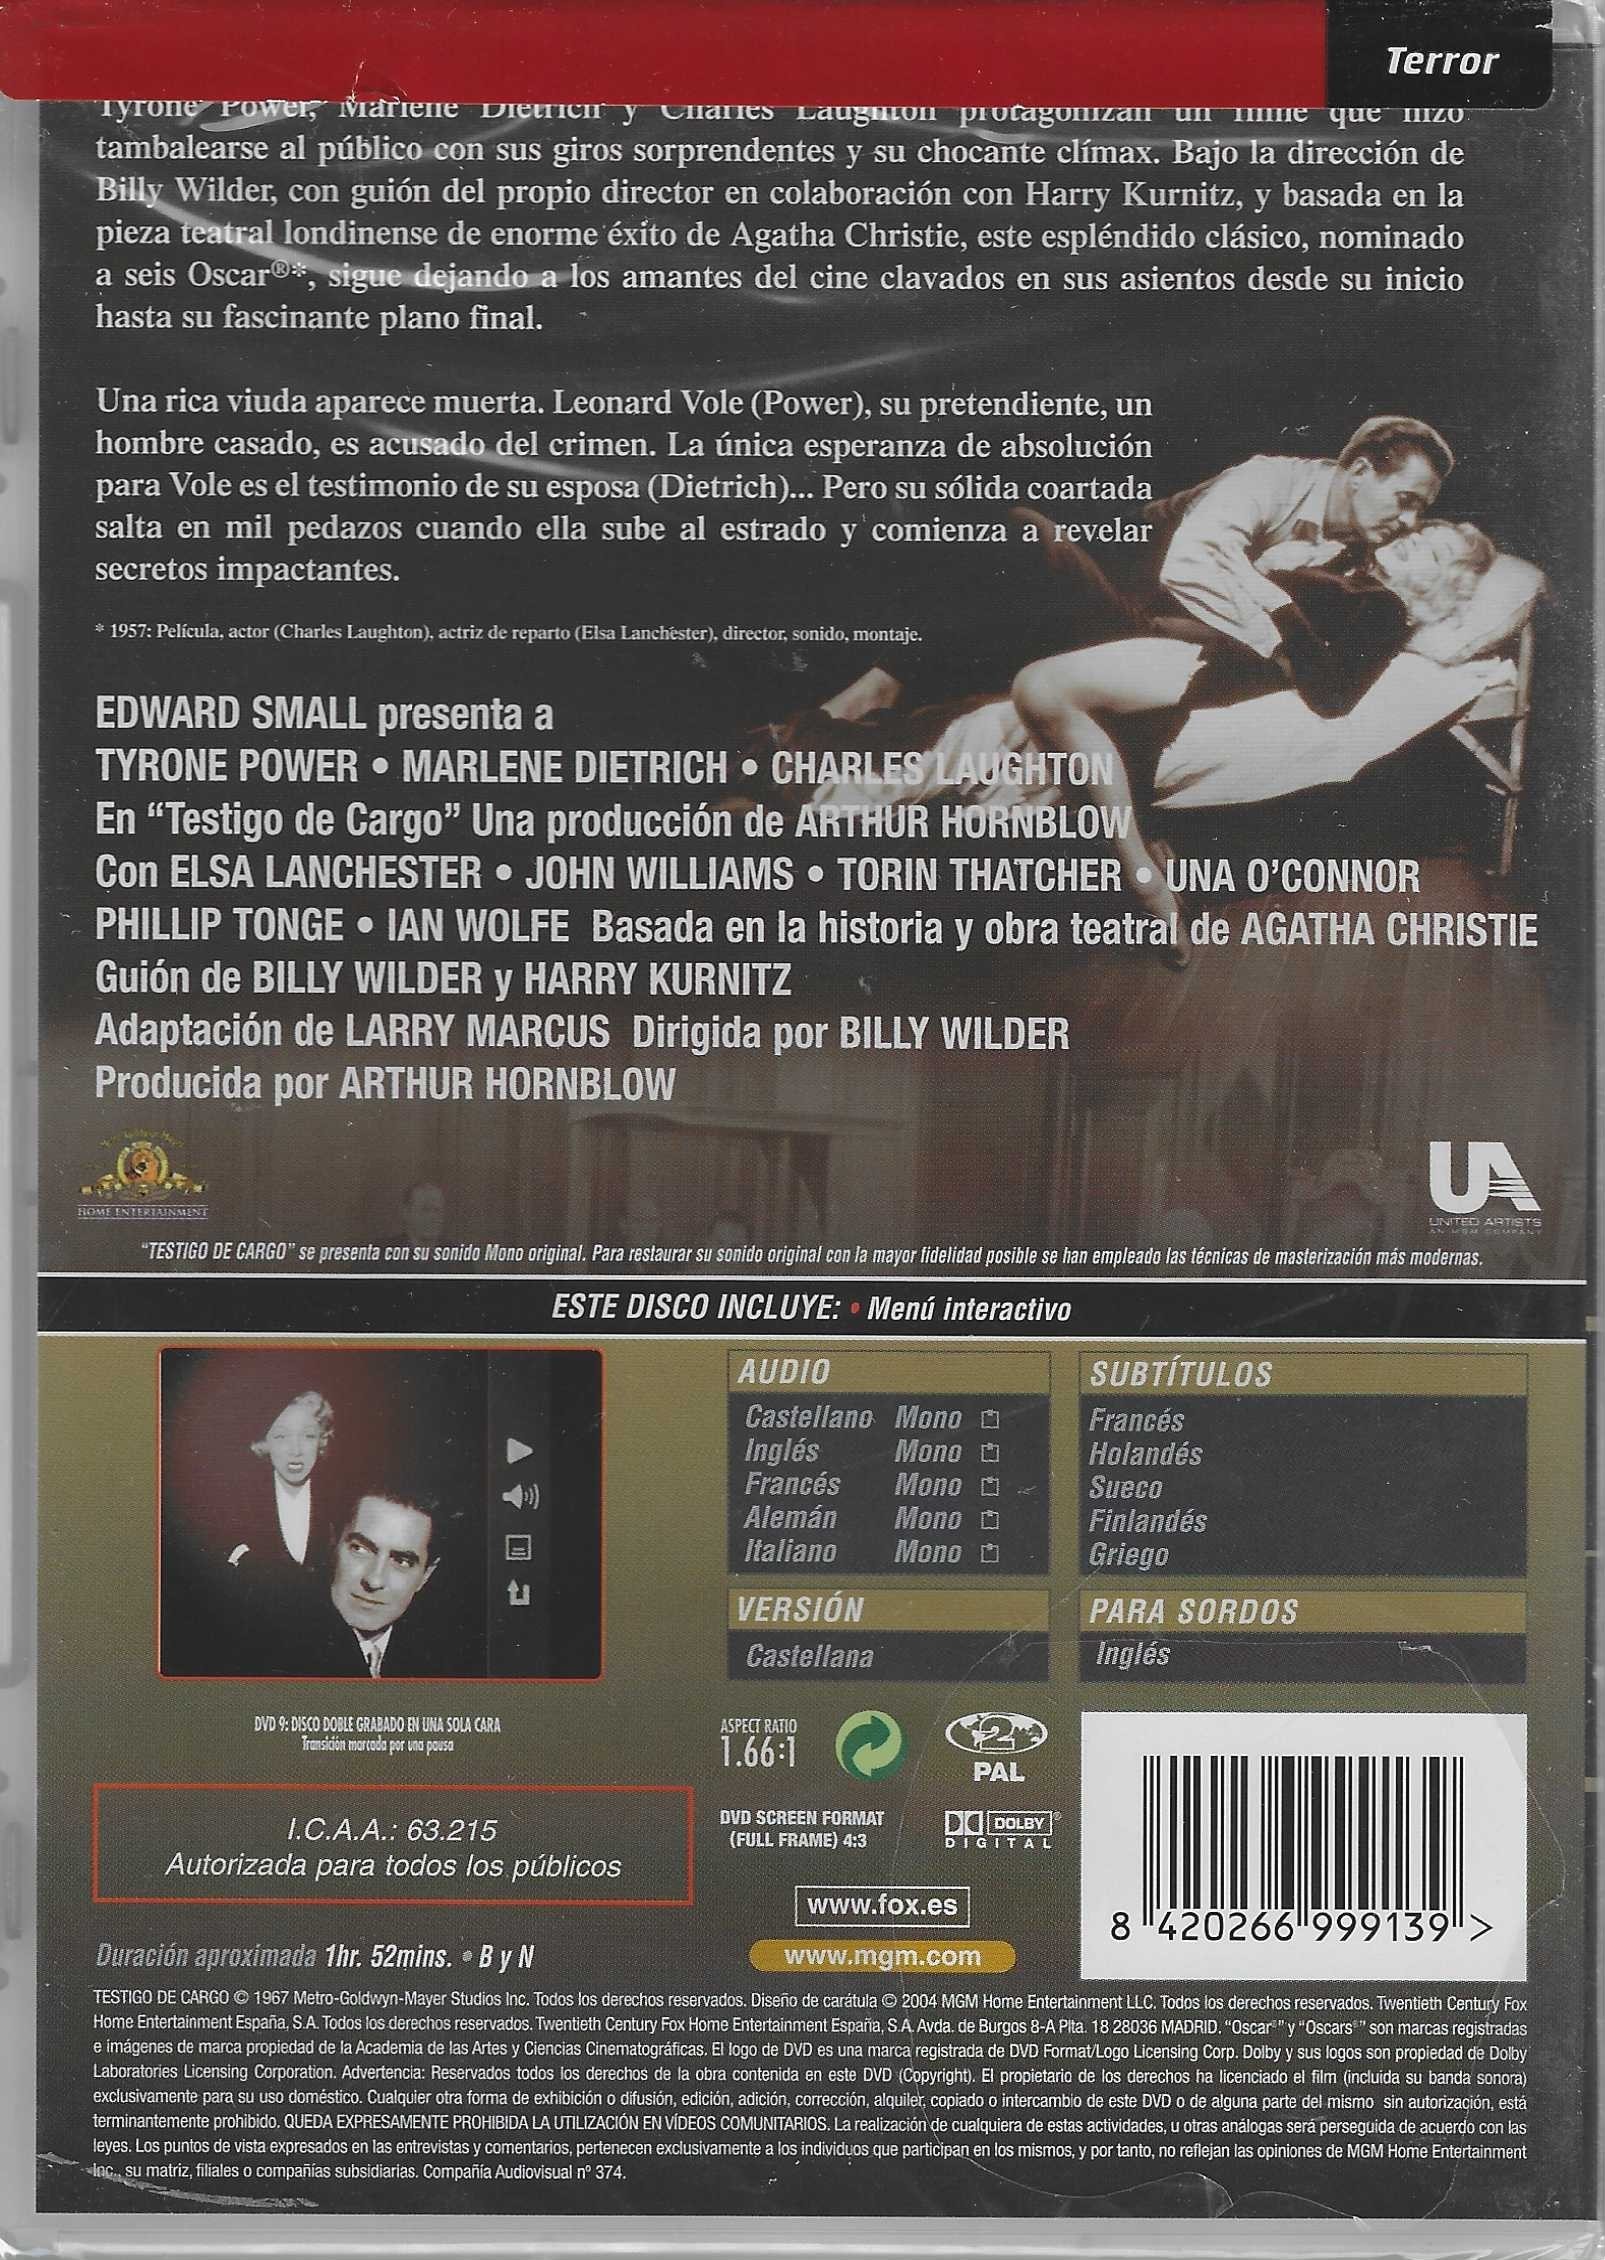 Terror
Tyrone Power, Marlene Dietrich y Charles Laughton protagonizan un filme que hizo
tambalearse al público con sus giros sorprendentes y su chocante clímax. Bajo la dirección de
Billy Wilder, con guión del propio director en colaboración con Harry Kurnitz, y basada en la
pieza teatral londinense de enorme éxito de Agatha Christie, este espléndido clásico, nominado
a seis Oscar®*, sigue dejando a los amantes del cine clavados en sus asientos desde su inicio
hasta su fascinante plano final.
Una rica viuda aparece muerta. Leonard Vole (Power), su pretendiente, un
hombre casado, es acusado del crimen. La única esperanza de absolución
para Vole es el testimonio de su esposa (Dietrich)... Pero su sólida coartada
salta en mil pedazos cuando ella sube al estrado y comienza a revelar
secretos impactantes.
* 1957: Película, actor (Charles Laughton), actriz de reparto (Elsa Lanchester), director, sonido, montaje.
EDWARD SMALL presenta a
TYRONE POWER • MARLENE DIETRICH • CHARLES LAUGHTON
En “Testigo de Cargo” Una producción de ARTHUR HORNBLOW
Con ELSA LANCHESTER • JOHN WILLIAMS • TORIN THATCHER • UNA O’CONNOR
PHILLIP TONGE • IAN WOLFE Basada en la historia y obra teatral de AGATHA CHRISTIE
Guión de BILLY WILDER y HARRY KURNITZ
Adaptación de LARRY MARCUS Dirigida por BILLY WILDER
Producida por ARTHUR HORNBLOW
HOME ENTERTAINMENT
UA
UNITED ARTISTS
AN MGM COMPANY
“TESTIGO DE CARGO” se presenta con su sonido Mono original. Para restaurar su sonido original con la mayor fidelidad posible se han empleado las técnicas de masterización más modernas.
ESTE DISCO INCLUYE: • Menú interactivo
AUDIO
Castellano Mono
Inglés Mono
Francés Mono
Alemán Mono
Italiano Mono
SUBTÍTULOS
Francés
Holandés
Sueco
Finlandés
Griego
VERSIÓN
Castellana
PARA SORDOS
Inglés
DVD 9: DISCO DOBLE GRABADO EN UNA SOLA CARA
Transición marcada por una pausa
ASPECT RATIO
1.66:1
2
PAL
I.C.A.A.: 63.215
Autorizada para todos los públicos
DVD SCREEN FORMAT
(FULL FRAME) 4:3
DOLBY®
DIGITAL
www.fox.es
www.mgm.com
8 420266 999139 >
Duración aproximada 1hr. 52mins. • B y N
TESTIGO DE CARGO © 1967 Metro-Goldwyn-Mayer Studios Inc. Todos los derechos reservados. Diseño de carátula © 2004 MGM Home Entertainment LLC. Todos los derechos reservados. Twentieth Century Fox
Home Entertainment España, S.A. Todos los derechos reservados. Twentieth Century Fox Home Entertainment España, S.A. Avda. de Burgos 8-A Plta. 18 28036 MADRID. “Oscar®” y “Oscars®” son marcas registradas
e imágenes de marca propiedad de la Academia de las Artes y Ciencias Cinematográficas. El logo de DVD es una marca registrada de DVD Format/Logo Licensing Corp. Dolby y sus logos son propiedad de Dolby
Laboratories Licensing Corporation. Advertencia: Reservados todos los derechos de la obra contenida en este DVD (Copyright). El propietario de los derechos ha licenciado el film (incluida su banda sonora)
exclusivamente para su uso doméstico. Cualquier otra forma de exhibición o difusión, edición, adición, corrección, alquiler, copiado o intercambio de este DVD o de alguna parte del mismo sin autorización, está
terminantemente prohibido. QUEDA EXPRESAMENTE PROHIBIDA LA UTILIZACIÓN EN VÍDEOS COMUNITARIOS. La realización de cualquiera de estas actividades, u otras análogas será perseguida de acuerdo con las
leyes. Los puntos de vista expresados en las entrevistas y comentarios, pertenecen exclusivamente a los individuos que participan en los mismos, y por tanto, no reflejan las opiniones de MGM Home Entertainment
Inc., su matriz, filiales o compañías subsidiarias. Compañía Audiovisual nº 374.